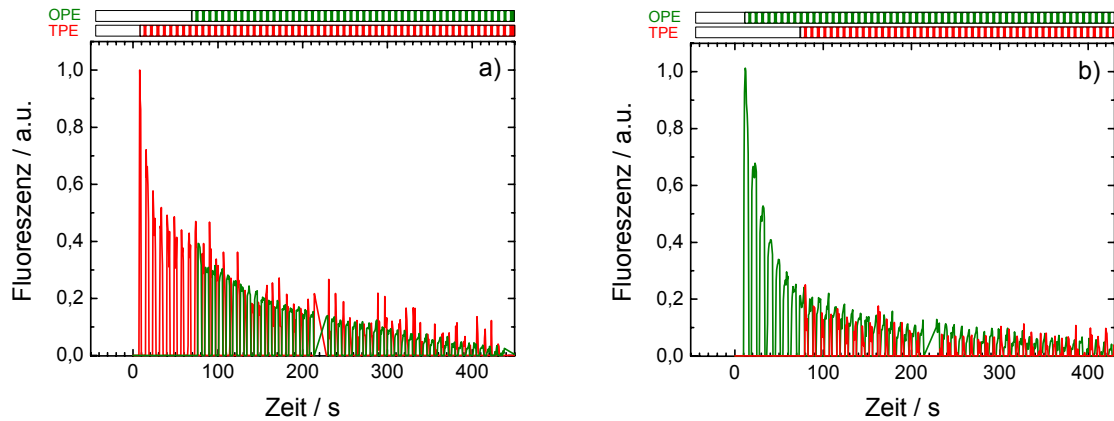 OPE
TPE
a)
1,0
0,8
0,6
0,4
0,2
0,0
Fluoreszenz / a.u.
0 100 200 300 400
Zeit / s
OPE
TPE
b)
1,0
0,8
0,6
0,4
0,2
0,0
Fluoreszenz / a.u.
0 100 200 300 400
Zeit / s